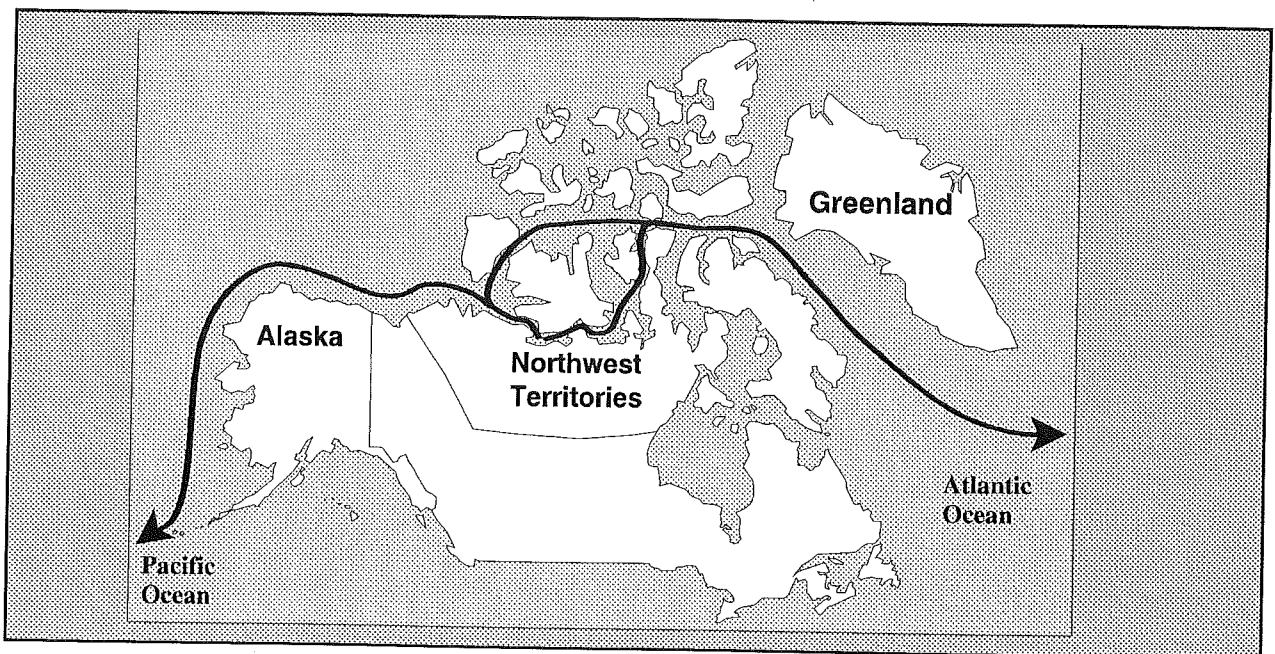 Greenland
Alaska
Northwest
Territories
Atlantic
Ocean
Pacific
Ocean